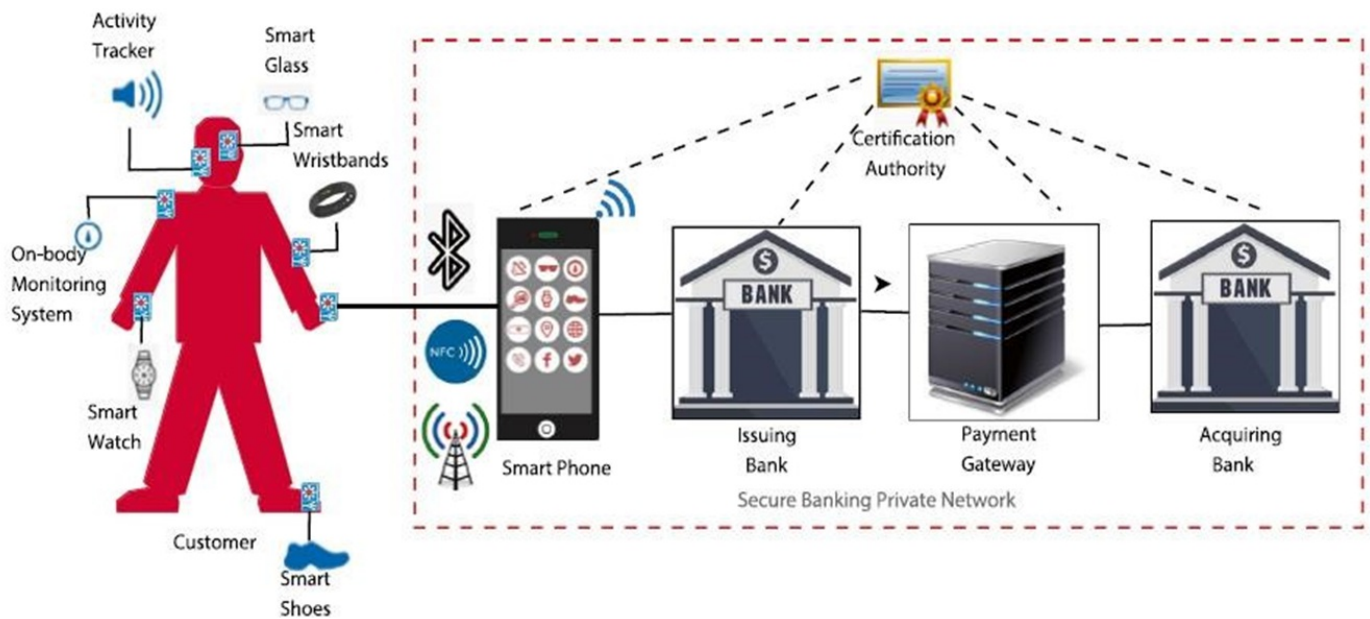 Activity
Tracker
Smart
Glass
Smart
Wristbands
On-body
Monitoring
System
Smart
Watch
Customer
Smart
Shoes
NFC
Smart Phone
Certification
Authority
BANK
Issuing
Bank
Payment
Gateway
BANK
Acquiring
Bank
Secure Banking Private Network